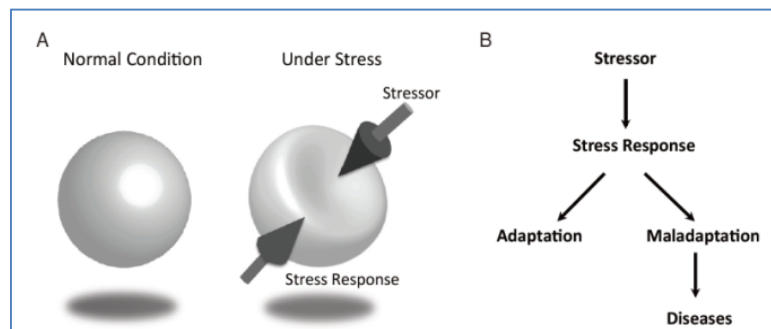 A
Normal Condition
Under Stress
Stressor
Stress Response
B
Stressor
Stress Response
Adaptation
Maladaptation
Diseases